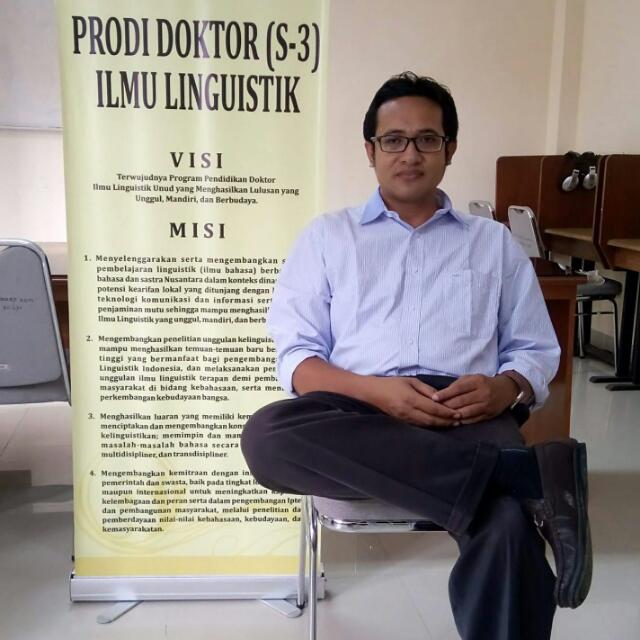 PRODI DOKTOR (S-3)
ILMU LINGUISTIK
VISI
Terwujudnya Program Pendidikan Doktor
Ilmu Linguistik Unud yang Menghasilkan Lulusan yang
Unggul, Mandiri, dan Berbudaya.
MISI
1. Menyelenggarakan serta mengembangkan
pembelajaran linguistik (ilmu bahasa)
bahasa dan sastra Nusantara dalam konteks
potensi kearifan lokal yang ditunjang dengan
teknologi komunikasi dan informasi
penjaminan mutu sehingga mampu
Ilmu Linguistik yang unggul, mandiri, dan
2. Mengembangkan penelitian unggulan
mampu menghasilkan temuan-temuan baru
tinggi yang bermanfaat bagi
Linguistik Indonesia, dan melaksanakan
unggulan ilmu linguistik terapan demi
masyarakat di bidang kebahasaan, serta
perkembangan kebudayaan bangsa.
3. Menghasilkan luaran yang memiliki
menciptakan dan mengembangkan
kelinguistikan; memimpin dan
masalah-masalah bahasa secara
multidisipliner, dan transdisipliner.
4. Mengembangkan kemitraan dengan
pemerintah dan swasta, baik pada tingkat
maupun internasional untuk meningkatkan
kelembagaan dan peran serta dalam pengembangan Ipte
dan pembangunan masyarakat, melalui penelitian da
pemberdayaan nilai-nilai kebahasaan, kebudayaan, da
kemasyarakatan.